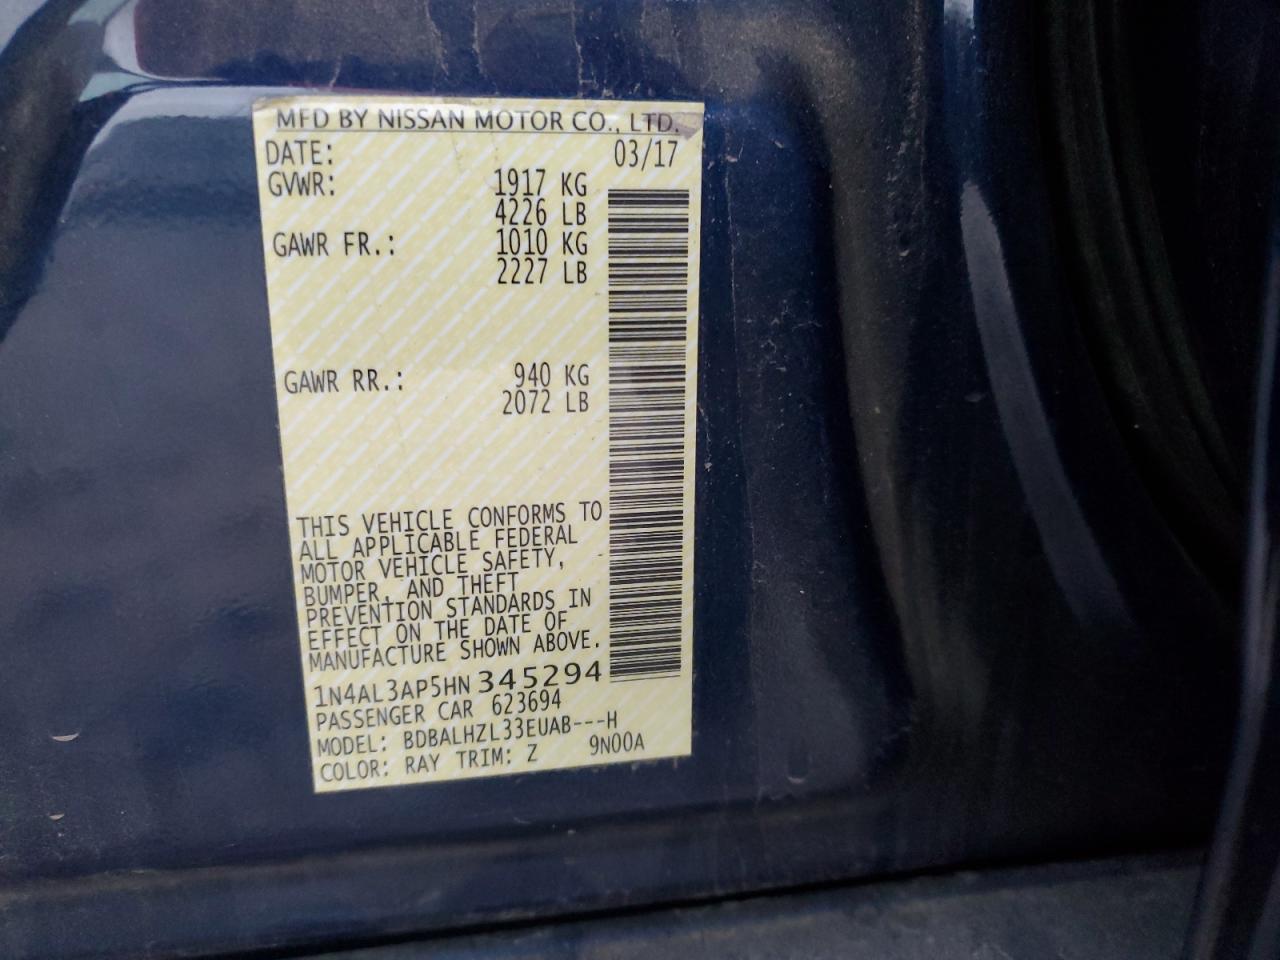 MFD BY NISSAN MOTOR CO., LTD.
DATE: 03/17
GVWR: 1917 KG
4226 LB
GAWR FR.: 1010 KG
2227 LB
GAWR RR.: 940 KG
2072 LB
THIS VEHICLE CONFORMS TO
ALL APPLICABLE FEDERAL
MOTOR VEHICLE SAFETY,
BUMPER, AND THEFT
PREVENTION STANDARDS IN
EFFECT ON THE DATE OF
MANUFACTURE SHOWN ABOVE.
1N4AL3AP5HN345294
PASSENGER CAR 623694
MODEL: BDBALHZL33EUAB---H
COLOR: RAY TRIM: Z 9N00A